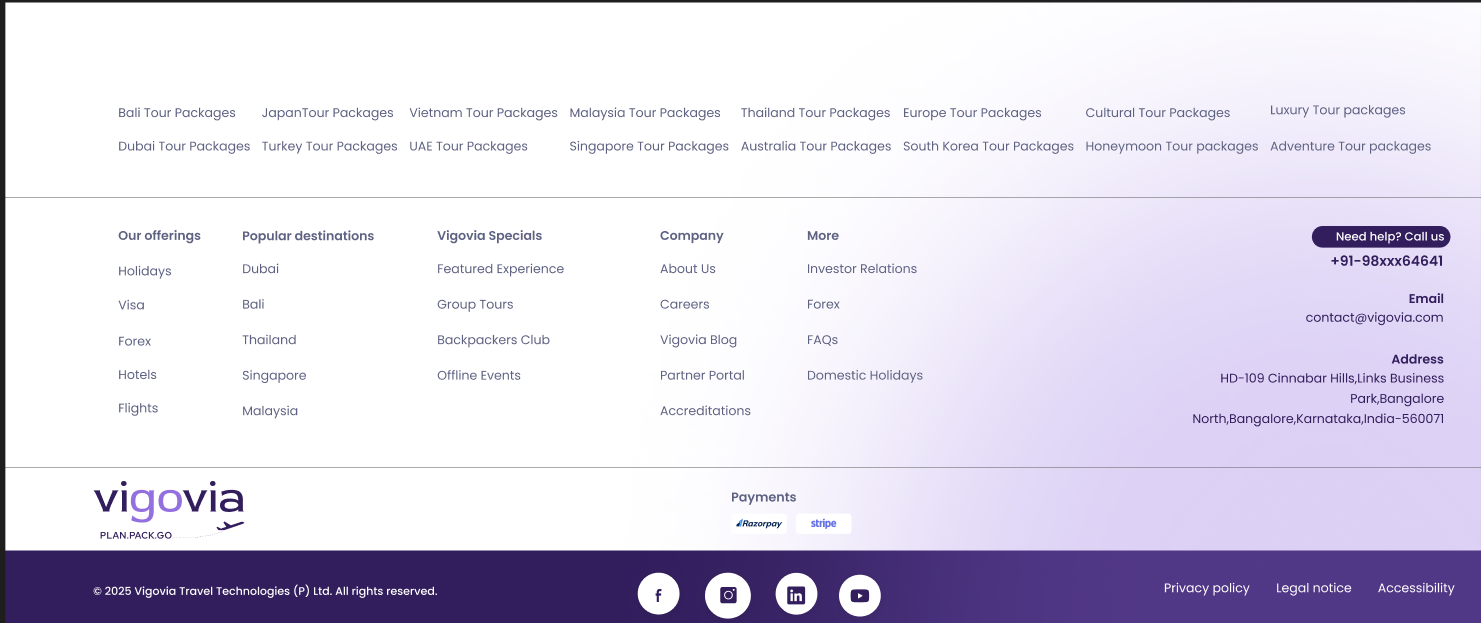 Bali Tour Packages JapanTour Packages Vietnam Tour Packages Malaysia Tour Packages Thailand Tour Packages Europe Tour Packages Cultural Tour Packages Luxury Tour packages
Dubai Tour Packages Turkey Tour Packages UAE Tour Packages Singapore Tour Packages Australia Tour Packages South Korea Tour Packages Honeymoon Tour packages Adventure Tour packages
Our offerings
Holidays
Visa
Forex
Hotels
Flights
Popular destinations
Dubai
Bali
Thailand
Singapore
Malaysia
Vigovia Specials
Featured Experience
Group Tours
Backpackers Club
Offline Events
Company
About Us
Careers
Vigovia Blog
Partner Portal
Accreditations
More
Investor Relations
Forex
FAQs
Domestic Holidays
Need help? Call us
+91-98xxx64641
Email
contact@vigovia.com
Address
HD-109 Cinnabar Hills,Links Business
Park,Bangalore
North,Bangalore,Karnataka,India-560071
vigovia
PLAN.PACK.GO
Payments
Razorpay stripe
© 2025 Vigovia Travel Technologies (P) Ltd. All rights reserved.
f in
Privacy policy Legal notice Accessibility